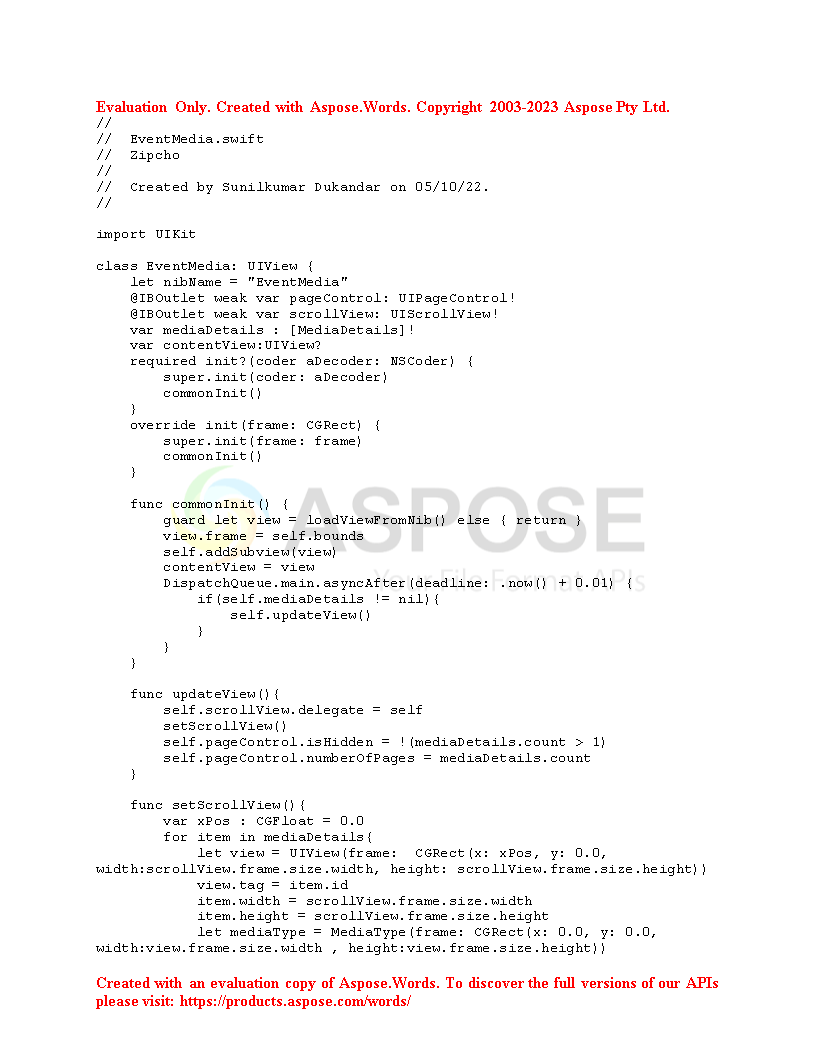 Evaluation Only. Created with Aspose.Words. Copyright 2003-2023 Aspose Pty Ltd.
//
//  EventMedia.swift
//  Zipcho
//
//  Created by Sunilkumar Dukandar on 05/10/22.
//
import UIKit
class EventMedia: UIView {
    let nibName = "EventMedia"
    @IBOutlet weak var pageControl: UIPageControl!
    @IBOutlet weak var scrollView: UIScrollView!
    var mediaDetails : [MediaDetails]!
    var contentView:UIView?
    required init?(coder aDecoder: NSCoder) {
        super.init(coder: aDecoder)
        commonInit()
    }
    override init(frame: CGRect) {
        super.init(frame: frame)
        commonInit()
    }
    func commonInit() {
        guard let view = loadViewFromNib() else { return }
        view.frame = self.bounds
        self.addSubview(view)
        contentView = view
        DispatchQueue.main.asyncAfter(deadline: .now() + 0.01) {
            if(self.mediaDetails != nil){
                self.updateView()
            }
        }
    }
ASPOSE
Your File Format APIs
    func updateView(){
        self.scrollView.delegate = self
        setScrollView()
        self.pageControl.isHidden = !(mediaDetails.count > 1)
        self.pageControl.numberOfPages = mediaDetails.count
    }
    func setScrollView(){
        var xPos : CGFloat = 0.0
        for item in mediaDetails{
            let view = UIView(frame:  CGRect(x: xPos, y: 0.0,
width:scrollView.frame.size.width, height: scrollView.frame.size.height))
            view.tag = item.id
            item.width = scrollView.frame.size.width
            item.height = scrollView.frame.size.height
            let mediaType = MediaType(frame: CGRect(x: 0.0, y: 0.0,
width:view.frame.size.width , height:view.frame.size.height))
Created with an evaluation copy of Aspose.Words. To discover the full versions of our APIs
please visit: https://products.aspose.com/words/